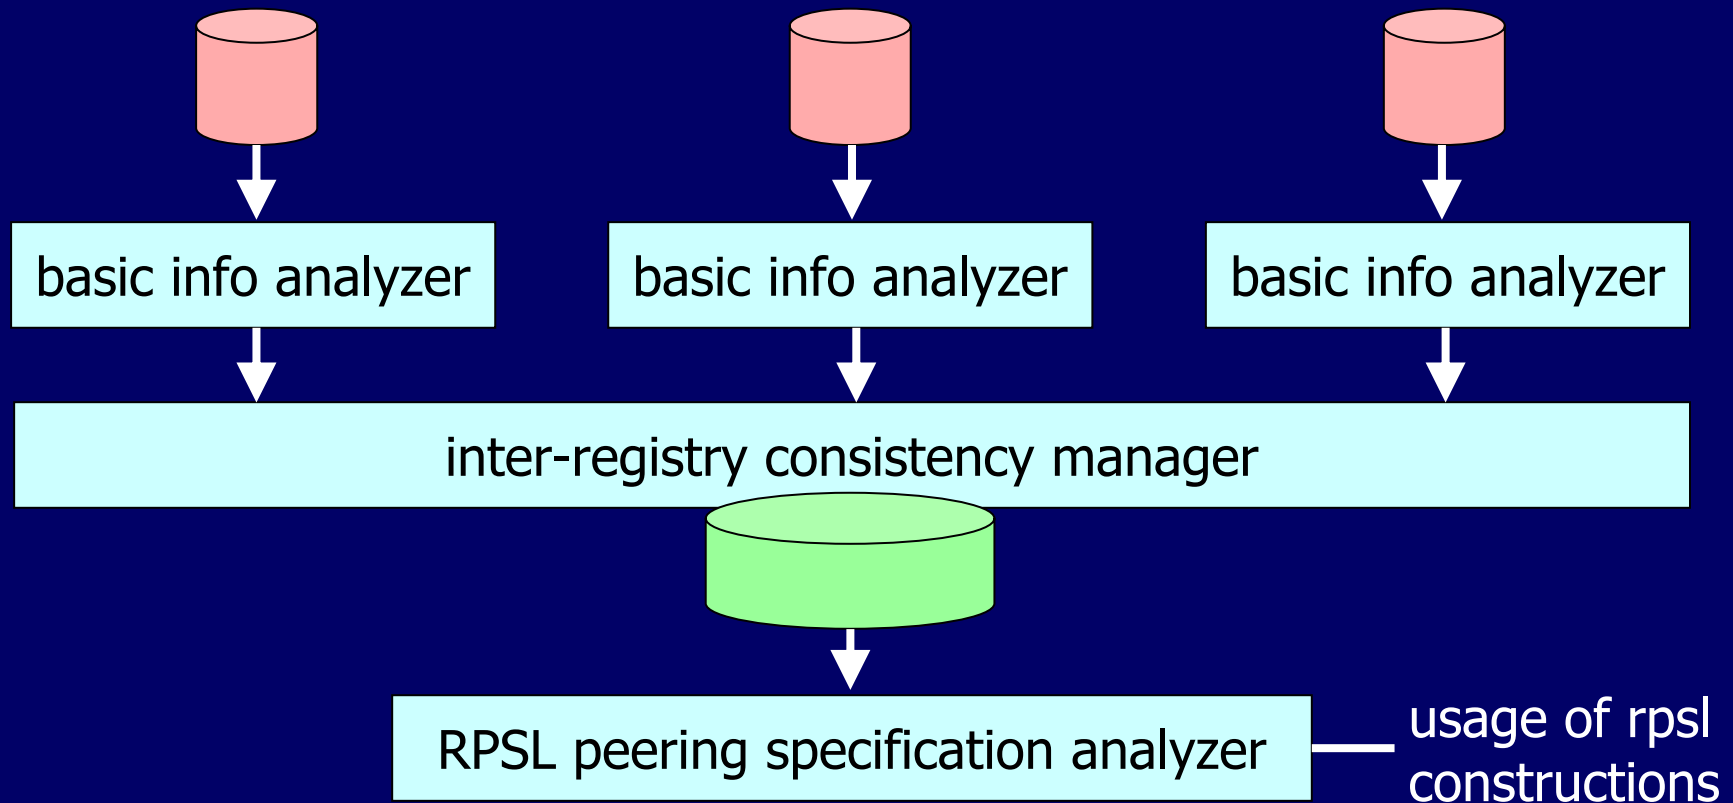 basic info analyzer
basic info analyzer
basic info analyzer
inter-registry consistency manager
RPSL peering specification analyzer
usage of rpsl
constructions